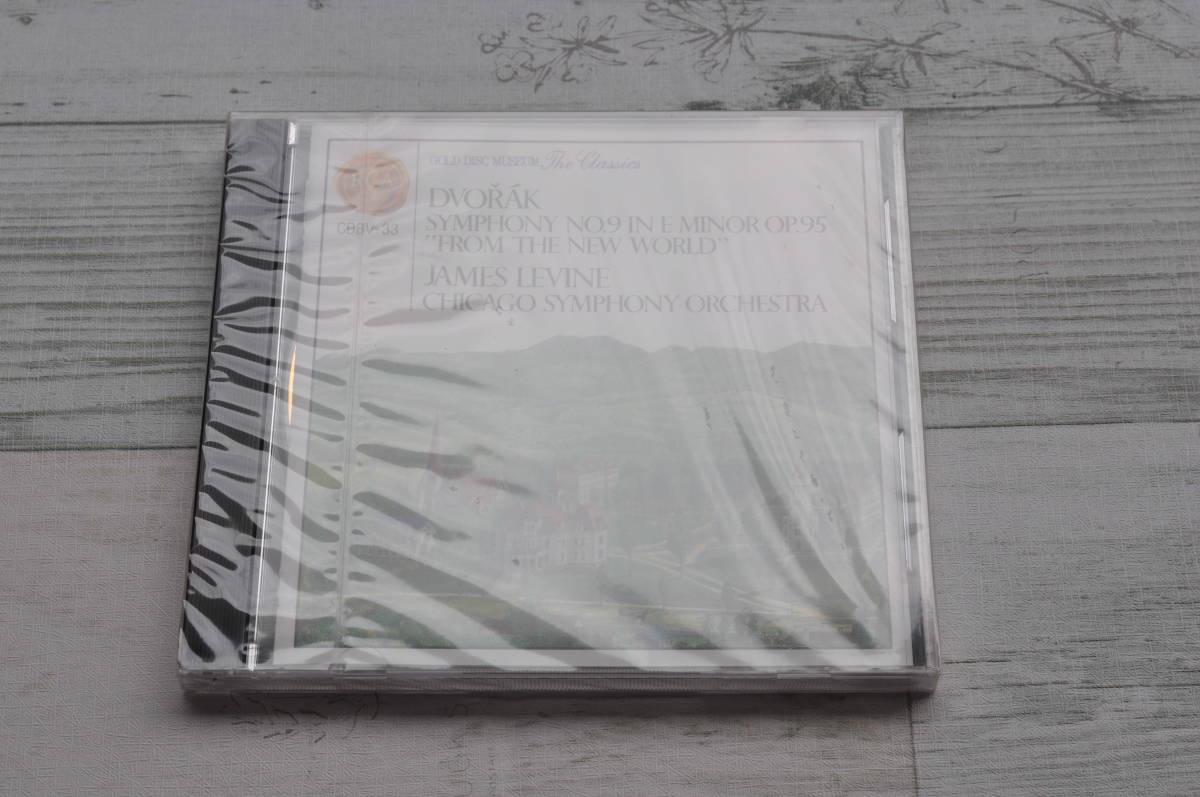 GOLD DISC MUSEUM The Classics
DVOŘÁK
SYMPHONY NO.9 IN E MINOR OP.95
"FROM THE NEW WORLD"
JAMES LEVINE
CHICAGO SYMPHONY ORCHESTRA